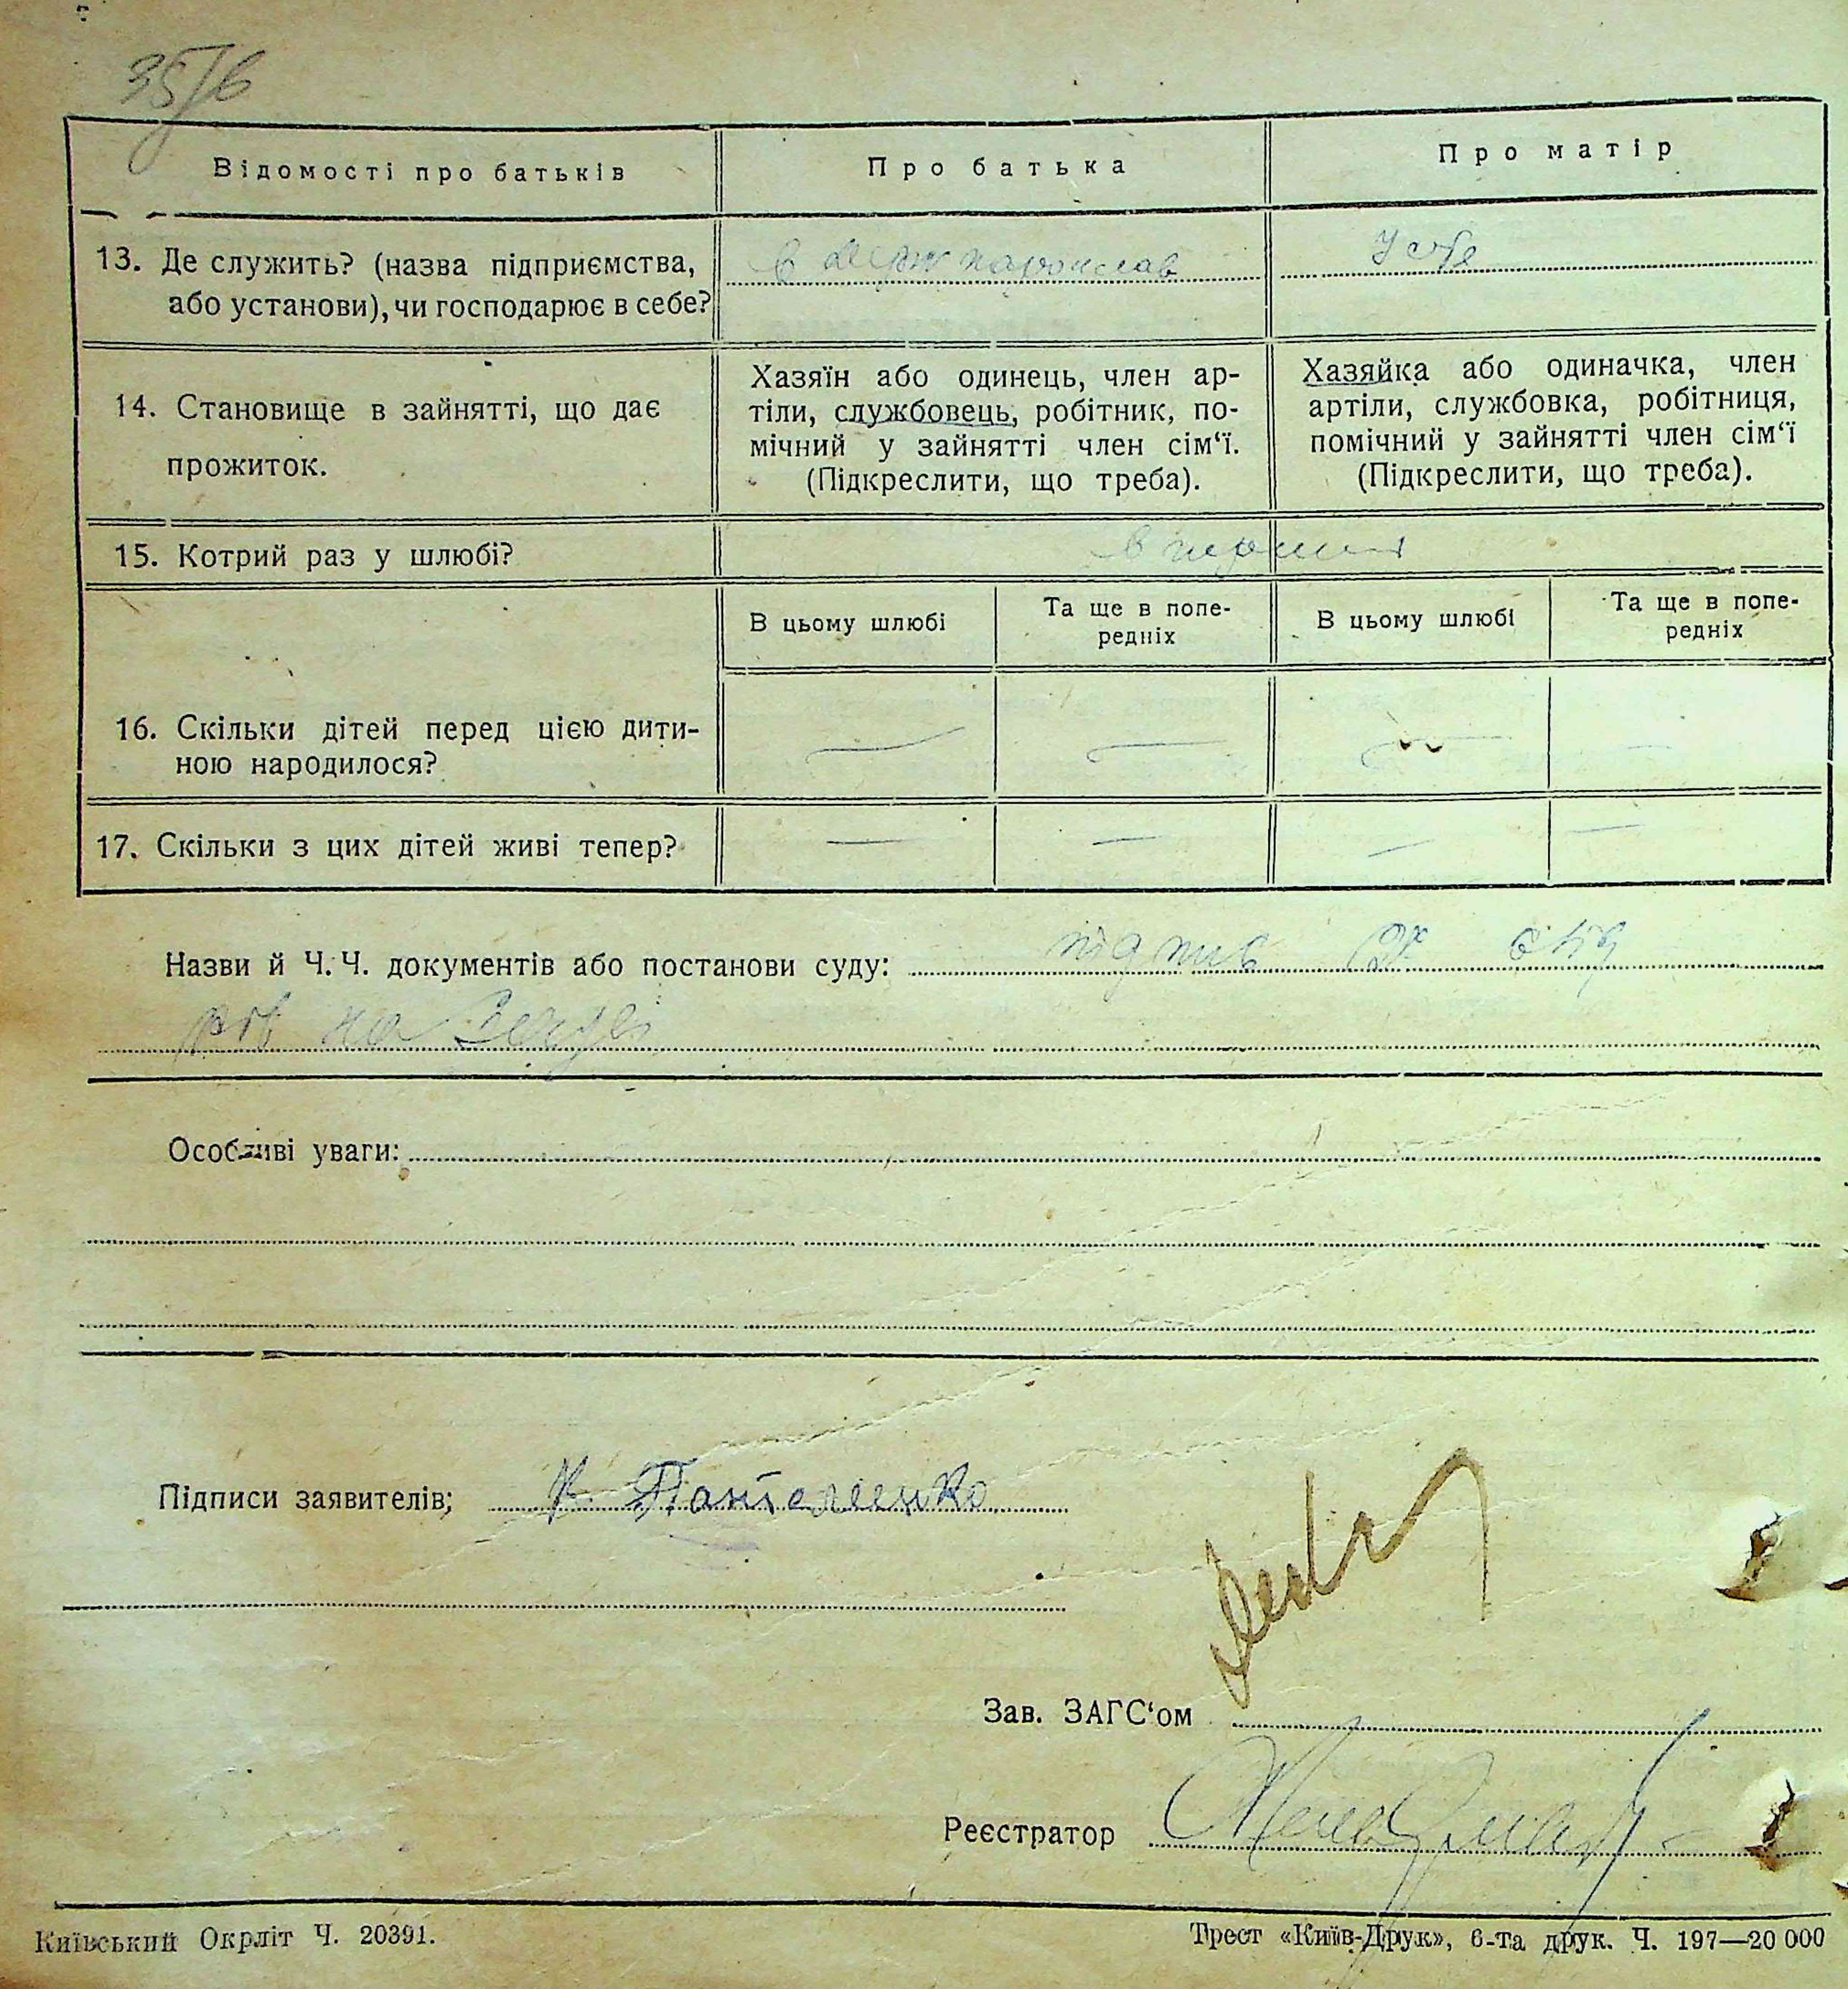 Відомості про батьків
Про батька
Про матір
13. Де служить? (назва підприємства,
або установи), чи господарює в себе?
в
у себе
14. Становище в зайнятті, що дає
прожиток.
Хазяїн або одинець, член ар-
тіли, службовець, робітник, по-
мічний у зайнятті член сім‘ї.
(Підкреслити, що треба).
Хазяйка або одиначка, член
артіли, службовка, робітниця,
помічний у зайнятті член сім‘ї
(Підкреслити, що треба).
15. Котрий раз у шлюбі?
В цьому шлюбі
Та ще в попе-
редніх
В цьому шлюбі
Та ще в попе-
редніх
16. Скільки дітей перед цією дити-
ною народилося?
— — — —
17. Скільки з цих дітей живі тепер?
— — — —
Назви й Ч. Ч. документів або постанови суду:
на
Особливі уваги:
Підписи заявителів;
Зав. ЗАГС‘ом
Реєстратор
Київський Окрліт Ч. 20391.
Трест «Київ-Друк», 6-та друк. Ч. 197—20 000